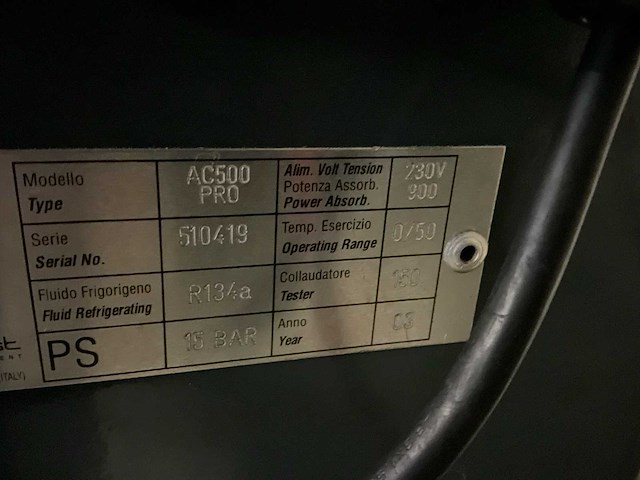 Modello
Type
AC500
PRO
Alim. Volt Tension
Potenza Assorb.
Power Absorb.
230V
900
Serie
Serial No.
510419
Temp. Esercizio
Operating Range
0/50
Fluido Frigorigeno
Fluid Refrigerating
R134a
Collaudatore
Tester
PS
15 BAR
Anno
Year
03
ITALY)